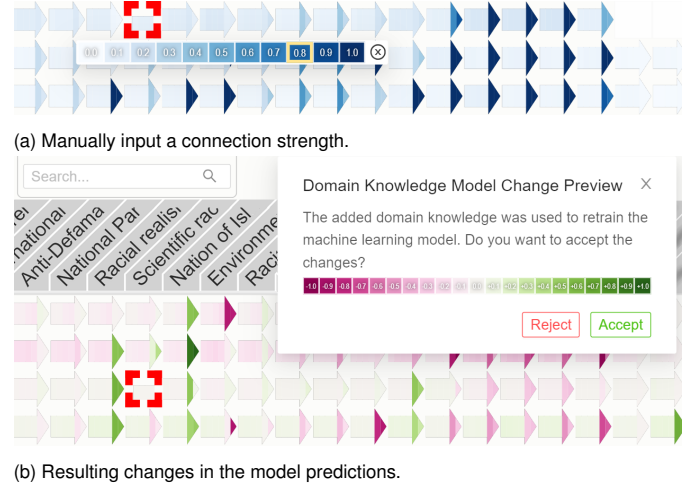 0.0 0.1 0.2 0.3 0.4 0.5 0.6 0.7 0.8 0.9 1.0
(a) Manually input a connection strength.
Search...
Anti-Defama
National Par
Racial realis
Scientific rac
Nation of Isl
Environme
Domain Knowledge Model Change Preview X
The added domain knowledge was used to retrain the
machine learning model. Do you want to accept the
changes?
-1.0 -0.9 -0.8 -0.7 -0.6 -0.5 -0.4 -0.3 -0.2 -0.1 0.0 +0.1 +0.2 +0.3 +0.4 +0.5 +0.6 +0.7 +0.8 +0.9 +1.0
Reject Accept
(b) Resulting changes in the model predictions.